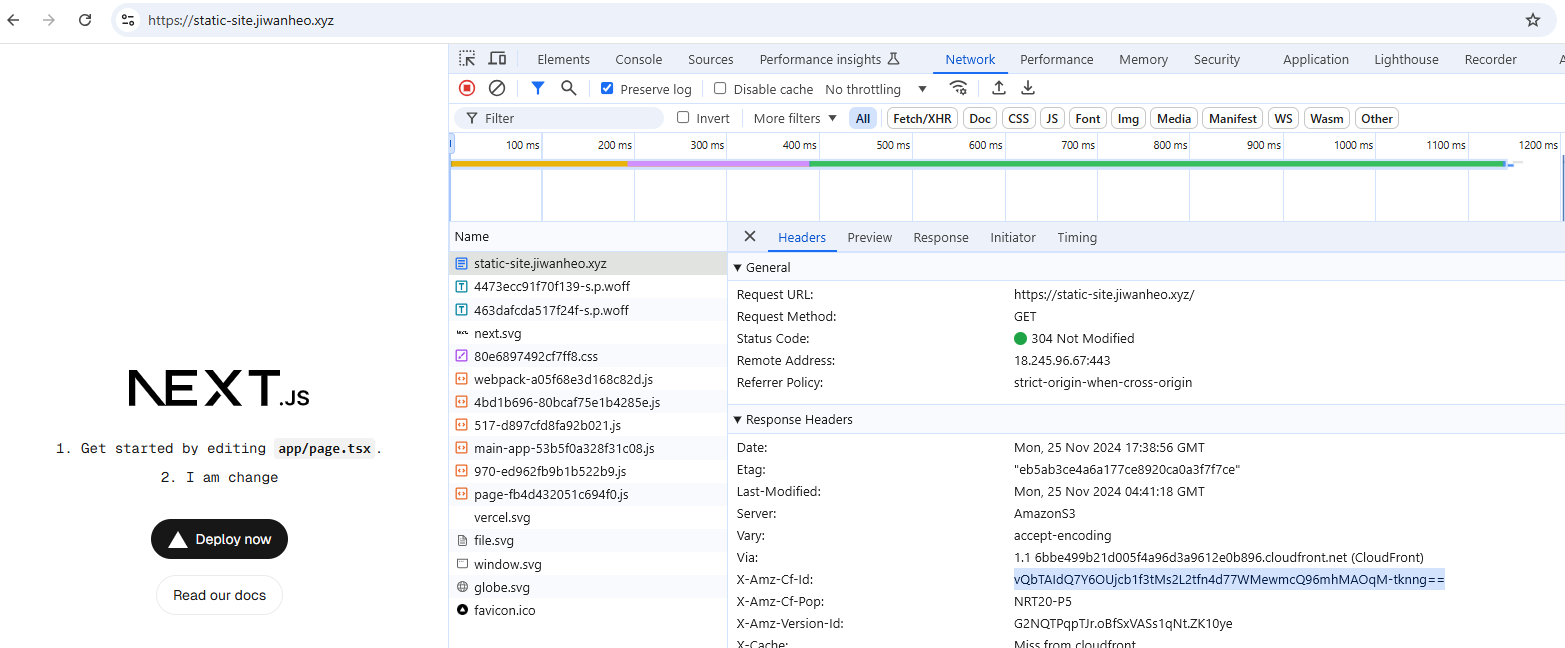 https://static-site.jiwanheo.xyz
Elements Console Sources Performance insights Network Performance Memory Security Application Lighthouse Recorder
Preserve log Disable cache No throttling
Filter Invert More filters All Fetch/XHR Doc CSS JS Font Img Media Manifest WS Wasm Other
100 ms 200 ms 300 ms 400 ms 500 ms 600 ms 700 ms 800 ms 900 ms 1000 ms 1100 ms 1200 ms
NEXT.JS
1. Get started by editing app/page.tsx.
2. I am change
Deploy now
Read our docs
Name
static-site.jiwanheo.xyz
4473ecc91f70f139-s.p.woff
463dafcda517f24f-s.p.woff
next.svg
80e6897492cf7ff8.css
webpack-a05f68e3d168c82d.js
4bd1b696-80bcaf75e1b4285e.js
517-d897cfd8fa92b021.js
main-app-53b5f0a328f31c08.js
970-ed962fb9b1b522b9.js
page-fb4d432051c694f0.js
vercel.svg
file.svg
window.svg
globe.svg
favicon.ico
Headers Preview Response Initiator Timing
General
Request URL: https://static-site.jiwanheo.xyz/
Request Method: GET
Status Code: 304 Not Modified
Remote Address: 18.245.96.67:443
Referrer Policy: strict-origin-when-cross-origin
Response Headers
Date: Mon, 25 Nov 2024 17:38:56 GMT
Etag: "eb5ab3ce4a6a177ce8920ca0a3f7f7ce"
Last-Modified: Mon, 25 Nov 2024 04:41:18 GMT
Server: AmazonS3
Vary: accept-encoding
Via: 1.1 6bbe499b21d005f4a96d3a9612e0b896.cloudfront.net (CloudFront)
X-Amz-Cf-Id: vQbTAIdQ7Y6OUjcb1f3tMs2L2tfn4d77WMewmcQ96mhMAOqM-tknng==
X-Amz-Cf-Pop: NRT20-P5
X-Amz-Version-Id: G2NQTPqpTJr.oBfSxVASs1qNt.ZK10ye
X-Cache: Miss from cloudfront